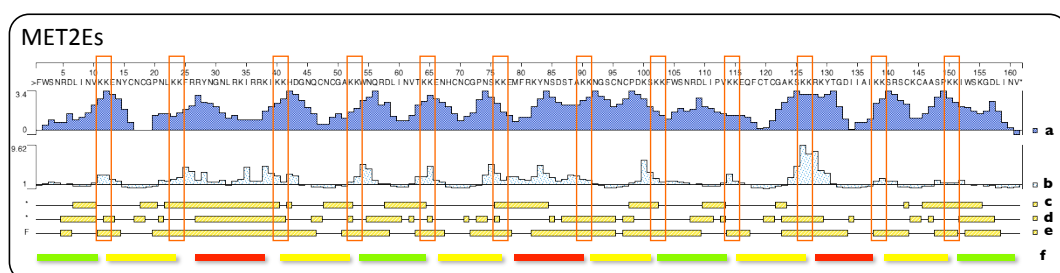 MET2Es
5 10 15 20 25 30 35 40 45 50 55 60 65 70 75 80 85 90 95 100 105 110 115 120 125 130 135 140 145 150 155 160
>FWSNRDLINVKKENYCNCGPNLKKFRRYNGNLRKIRRKIKKHDGNQCNCGAKKWNQRDLINVTKKENHCNCGPNSKKEMFRKYNSDSTAKKNGSCNCPDKSKKFWSNRDLIPVKKEQFCTCGAKSKKRKYTGDIIAIKKSRSCKCAASPKKIWSKGDLINV*
3.4
0
a
9.62
1
b
* c
* d
F e
f